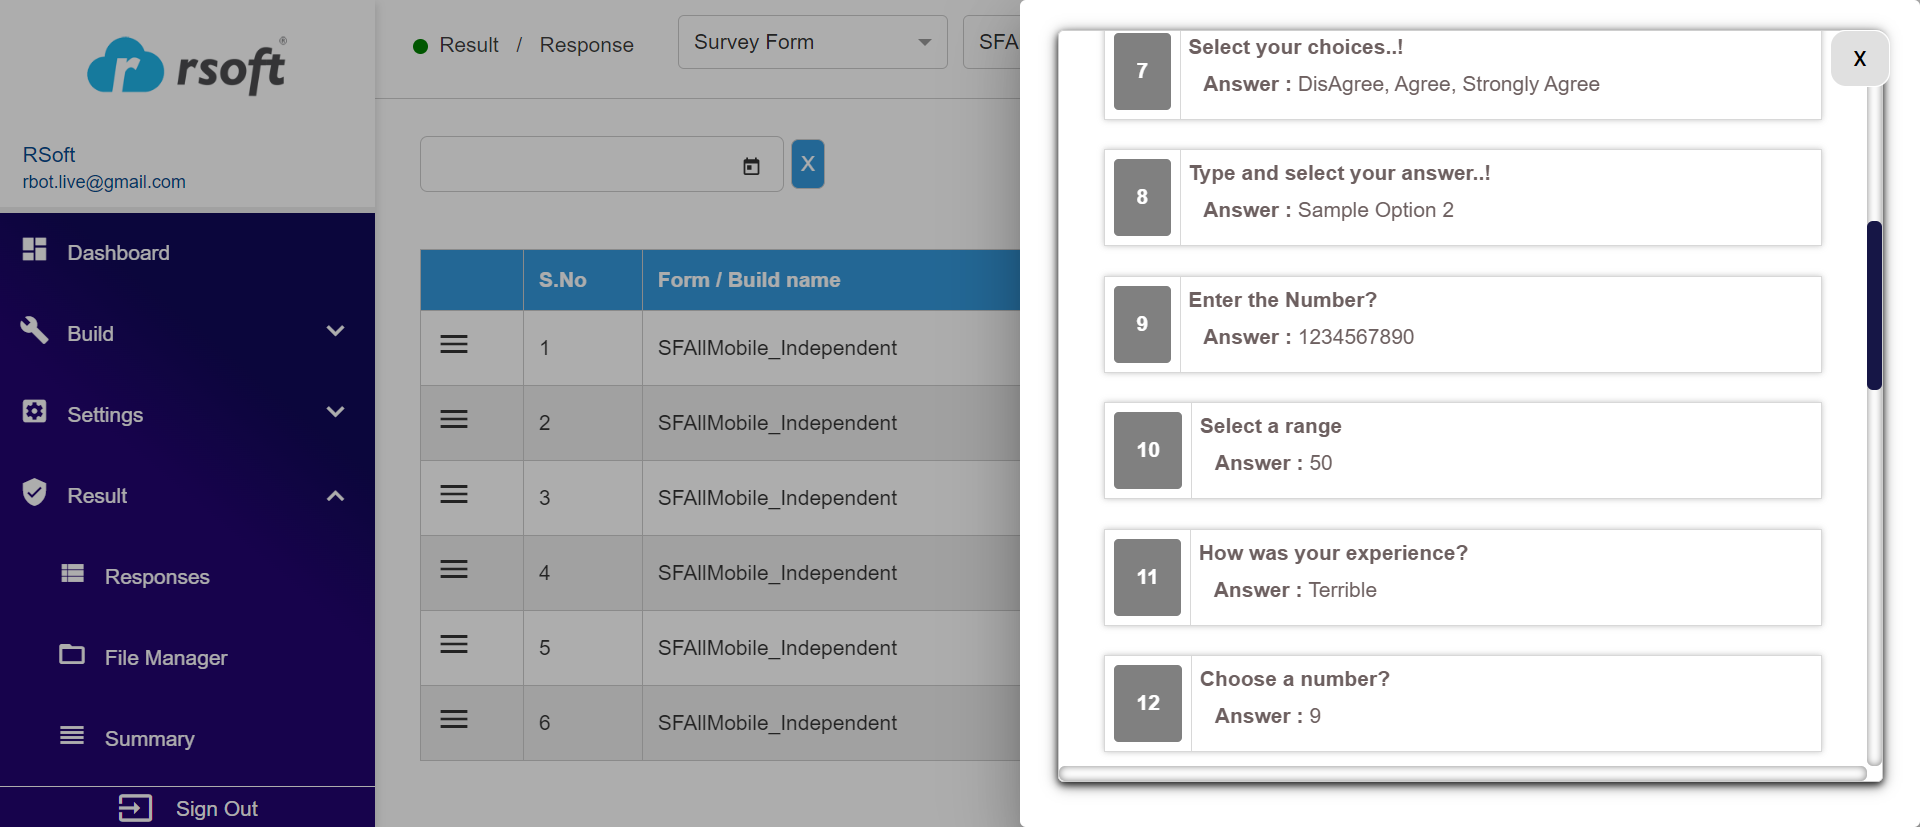 rsoft®
RSoft
rbot.live@gmail.com
Dashboard
Build
Settings
Result
Responses
File Manager
Summary
Sign Out
Result / Response
Survey Form
SFA
X
S.No Form / Build name
1 SFAllMobile_Independent
2 SFAllMobile_Independent
3 SFAllMobile_Independent
4 SFAllMobile_Independent
5 SFAllMobile_Independent
6 SFAllMobile_Independent
X
7 Select your choices..!
Answer : DisAgree, Agree, Strongly Agree
8 Type and select your answer..!
Answer : Sample Option 2
9 Enter the Number?
Answer : 1234567890
10 Select a range
Answer : 50
11 How was your experience?
Answer : Terrible
12 Choose a number?
Answer : 9